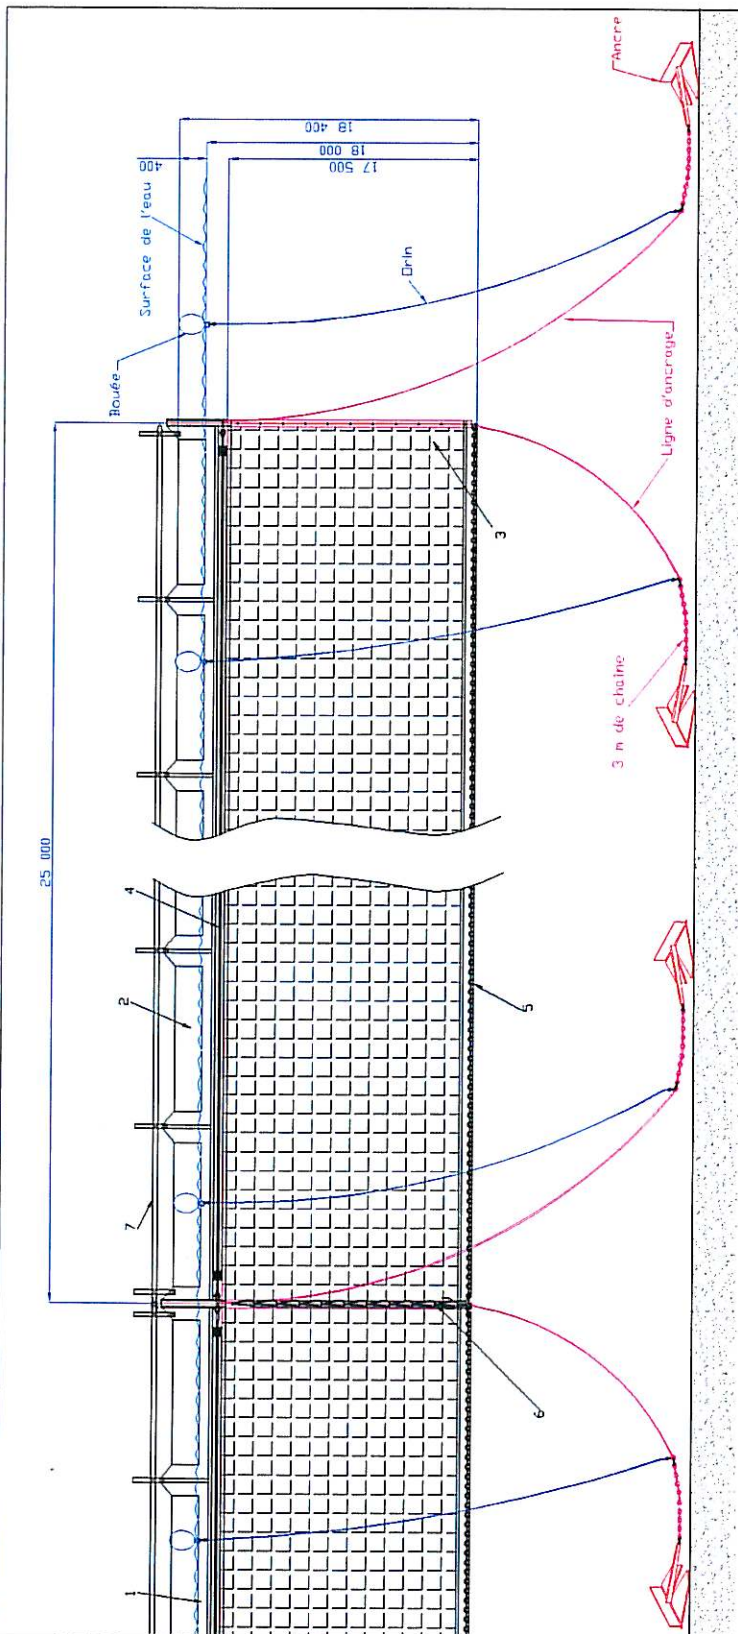 25 000
Bouée
Surface de l'eau
400
18 400
18 000
17 500
Orin
Ancre
Ligne d'ancrage
3 m de chaîne
1
2
3
4
5
6
7